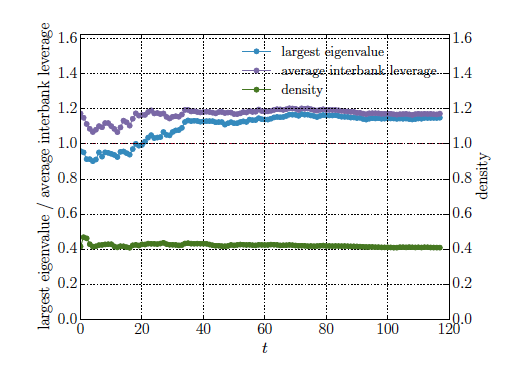 largest eigenvalue / average interbank leverage
1.6 1.6
1.4 1.4
1.2 1.2
1.0 1.0
0.8 0.8
0.6 0.6
0.4 0.4
0.2 0.2
0.0 0.0
largest eigenvalue
average interbank leverage
density
density
0 20 40 60 80 100 120
t